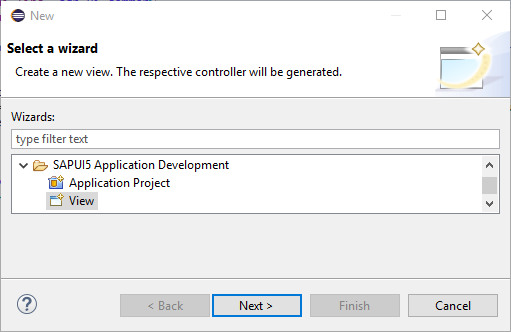 New
Select a wizard
Create a new view. The respective controller will be generated.
Wizards:
type filter text
SAPUI5 Application Development
Application Project
View
? < Back Next > Finish Cancel